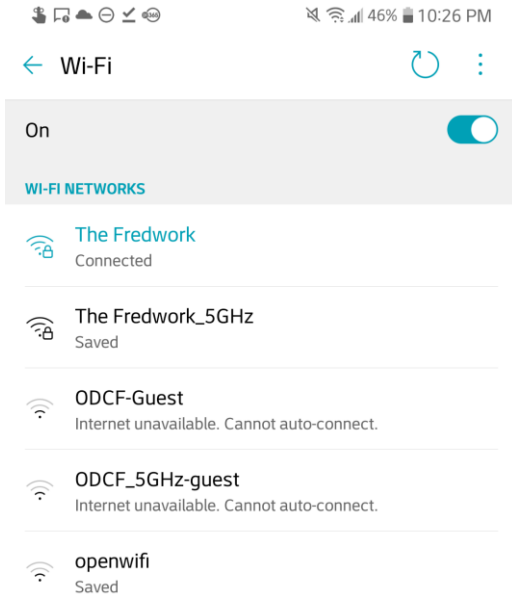 46% 10:26 PM
Wi-Fi
On
WI-FI NETWORKS
The Fredwork
Connected
The Fredwork_5GHz
Saved
ODCF-Guest
Internet unavailable. Cannot auto-connect.
ODCF_5GHz-guest
Internet unavailable. Cannot auto-connect.
openwifi
Saved